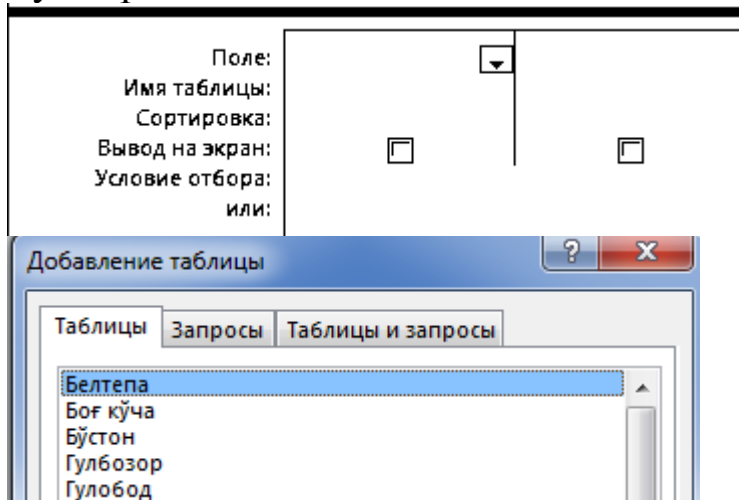 Поле:
Имя таблицы:
Сортировка:
Вывод на экран:
Условие отбора:
или:
Добавление таблицы
Таблицы Запросы Таблицы и запросы
Белтепа
Боғ кўча
Бўстон
Гулбозор
Гулобод